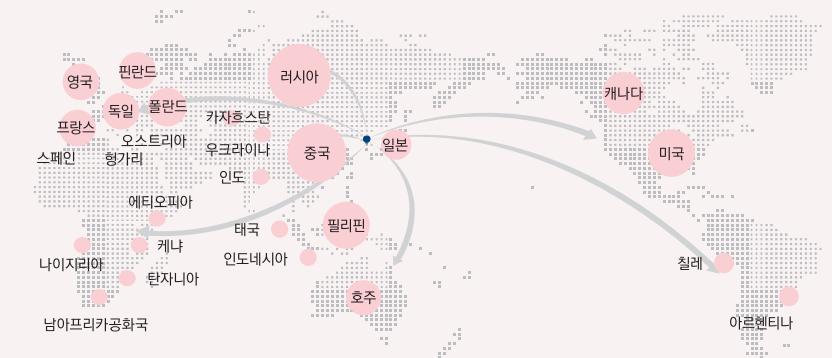 핀란드
영국
러시아
캐나다
독일
폴란드
프랑스
카자흐스탄
오스트리아
일본
스페인
헝가리
우크라이나
중국
미국
인도
에티오피아
태국
필리핀
케냐
나이지리아
인도네시아
칠레
탄자니아
호주
남아프리카공화국
아르헨티나